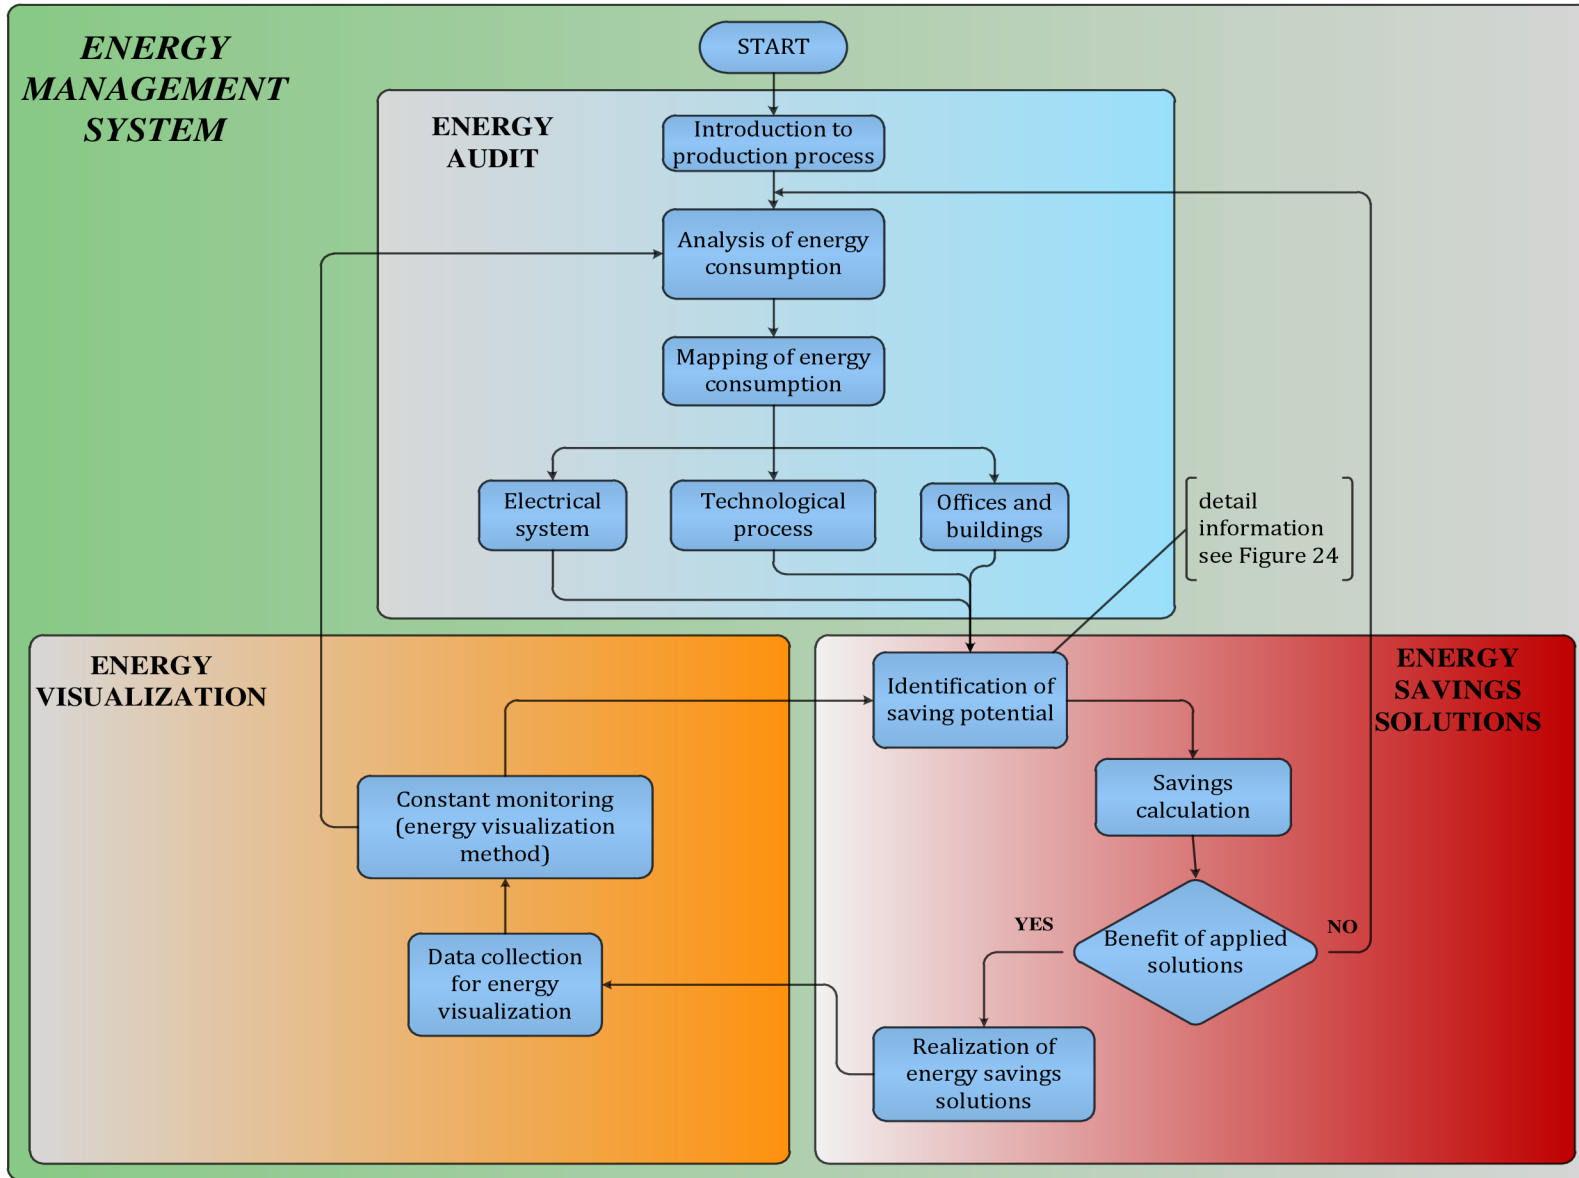 ENERGY
MANAGEMENT
SYSTEM
START
ENERGY
AUDIT
Introduction to
production process
Analysis of energy
consumption
Mapping of energy
consumption
Electrical
system
Technological
process
Offices and
buildings
detail
information
see Figure 24
ENERGY
VISUALIZATION
ENERGY
SAVINGS
SOLUTIONS
Identification of
saving potential
Savings
calculation
Constant monitoring
(energy visualization
method)
YES
NO
Benefit of applied
solutions
Data collection
for energy
visualization
Realization of
energy savings
solutions